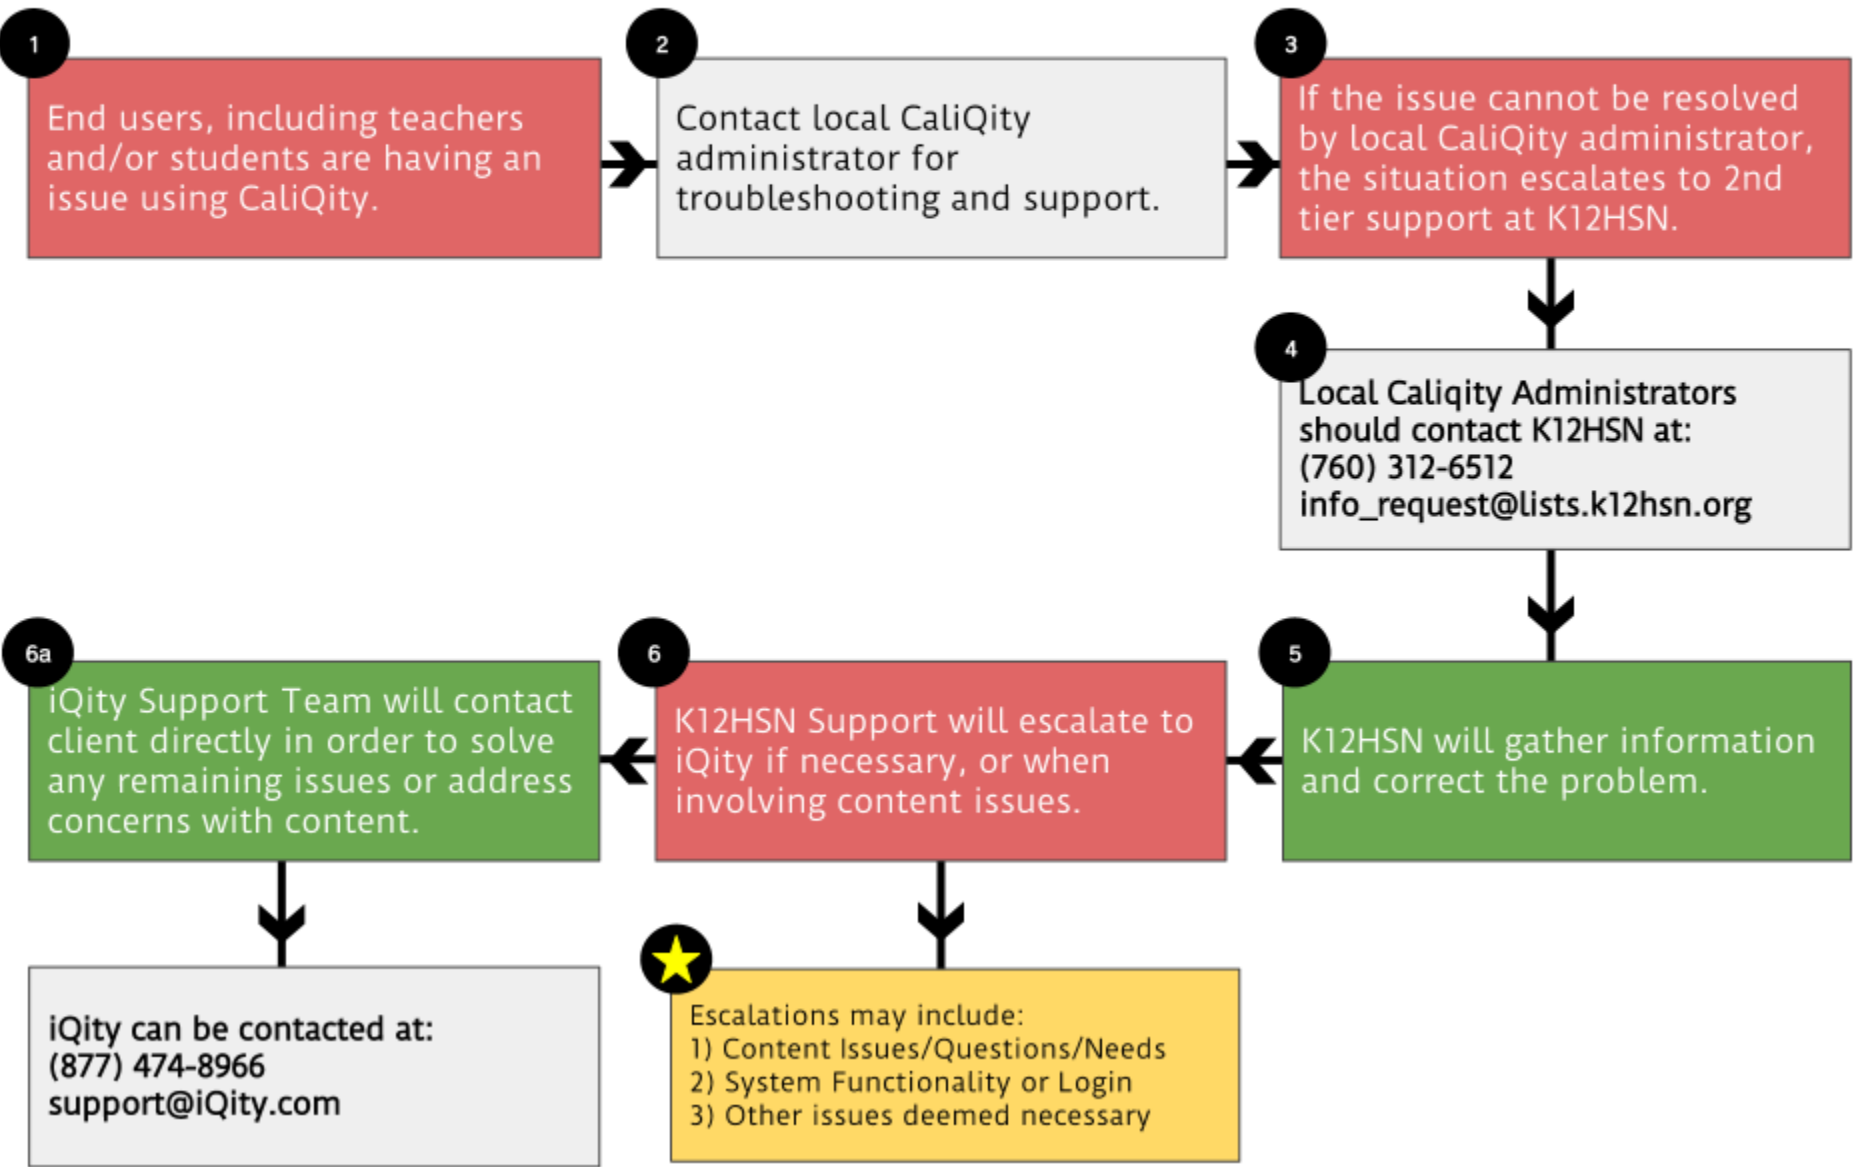 1
End users, including teachers
and/or students are having an
issue using CaliQity.
2
Contact local CaliQity
administrator for
troubleshooting and support.
3
If the issue cannot be resolved
by local CaliQity administrator,
the situation escalates to 2nd
tier support at K12HSN.
4
Local Caliqity Administrators
should contact K12HSN at:
(760) 312-6512
info_request@lists.k12hsn.org
5
K12HSN will gather information
and correct the problem.
6
K12HSN Support will escalate to
iQity if necessary, or when
involving content issues.
6a
iQity Support Team will contact
client directly in order to solve
any remaining issues or address
concerns with content.
iQity can be contacted at:
(877) 474-8966
support@iQity.com
Escalations may include:
1) Content Issues/Questions/Needs
2) System Functionality or Login
3) Other issues deemed necessary